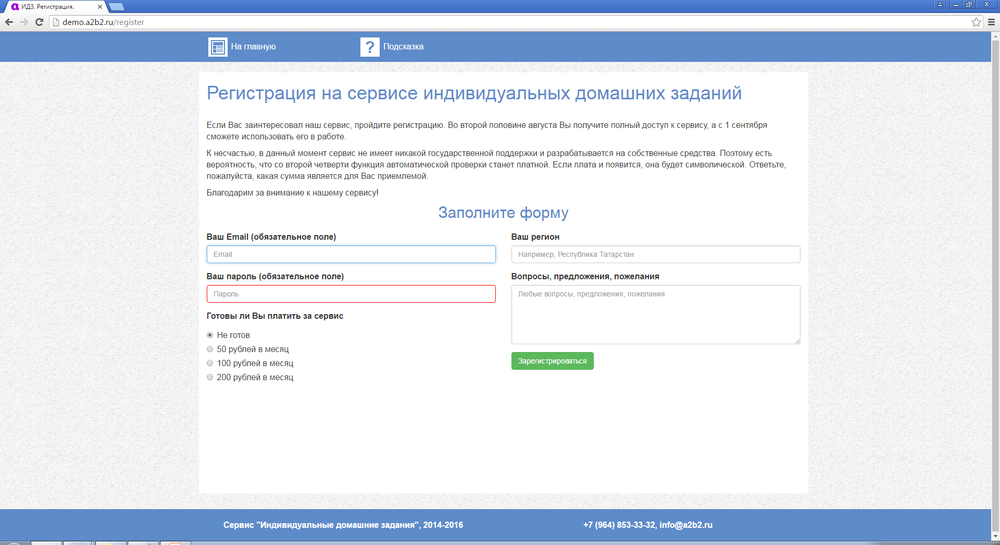 ИДЗ. Регистрация.
demo.a2b2.ru/register
На главную
? Подсказка
Регистрация на сервисе индивидуальных домашних заданий
Если Вас заинтересовал наш сервис, пройдите регистрацию. Во второй половине августа Вы получите полный доступ к сервису, а с 1 сентября
сможете использовать его в работе.
К несчастью, в данный момент сервис не имеет никакой государственной поддержки и разрабатывается на собственные средства. Поэтому есть
вероятность, что со второй четверти функция автоматической проверки станет платной. Если плата и появится, она будет символической. Ответьте,
пожалуйста, какая сумма является для Вас приемлемой.
Благодарим за внимание к нашему сервису!
Заполните форму
Ваш Email (обязательное поле)
Email
Ваш пароль (обязательное поле)
Пароль
Готовы ли Вы платить за сервис
Не готов
50 рублей в месяц
100 рублей в месяц
200 рублей в месяц
Ваш регион
Например, Республика Татарстан
Вопросы, предложения, пожелания
Любые вопросы, предложения, пожелания
Зарегистрироваться
Сервис "Индивидуальные домашние задания", 2014-2016
+7 (964) 853-33-32, info@a2b2.ru